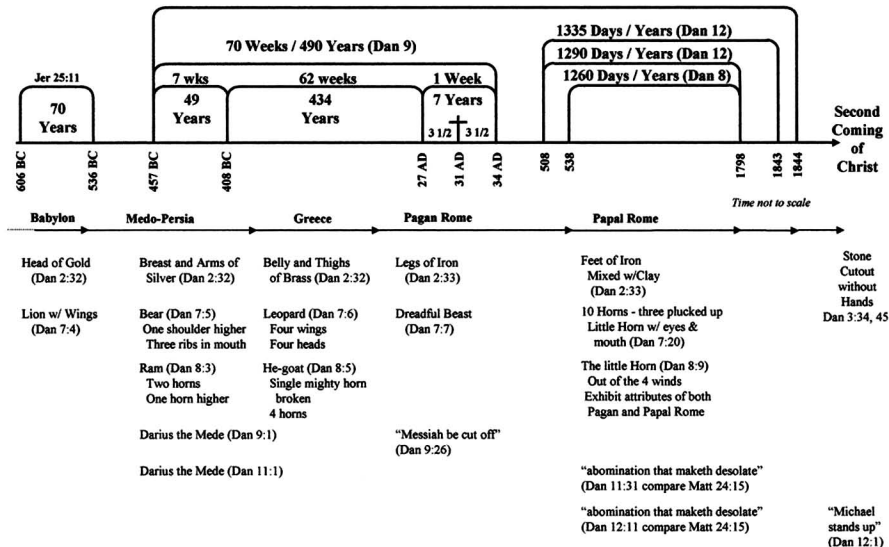 1335 Days / Years (Dan 12)
70 Weeks / 490 Years (Dan 9)
1290 Days / Years (Dan 12)
Jer 25:11
7 wks
62 weeks
1 Week
1260 Days / Years (Dan 8)
70
Years
49
Years
434
Years
7 Years
3 1/2
3 1/2
Second
Coming
of
Christ
606 BC
536 BC
457 BC
408 BC
27 AD
31 AD
34 AD
508
538
1798
1843
1844
Time not to scale
Babylon
Medo-Persia
Greece
Pagan Rome
Papal Rome
Head of Gold
(Dan 2:32)
Breast and Arms of
Silver (Dan 2:32)
Belly and Thighs
of Brass (Dan 2:32)
Legs of Iron
(Dan 2:33)
Feet of Iron
Mixed w/Clay
(Dan 2:33)
Stone
Cutout
without
Hands
Dan 3:34, 45
Lion w/ Wings
(Dan 7:4)
Bear (Dan 7:5)
One shoulder higher
Three ribs in mouth
Leopard (Dan 7:6)
Four wings
Four heads
Dreadful Beast
(Dan 7:7)
10 Horns - three plucked up
Little Horn w/ eyes &
mouth (Dan 7:20)
Ram (Dan 8:3)
Two horns
One horn higher
He-goat (Dan 8:5)
Single mighty horn
broken
4 horns
The little Horn (Dan 8:9)
Out of the 4 winds
Exhibit attributes of both
Pagan and Papal Rome
Darius the Mede (Dan 9:1)
“Messiah be cut off”
(Dan 9:26)
Darius the Mede (Dan 11:1)
“abomination that maketh desolate”
(Dan 11:31 compare Matt 24:15)
“abomination that maketh desolate”
(Dan 12:11 compare Matt 24:15)
“Michael
stands up”
(Dan 12:1)